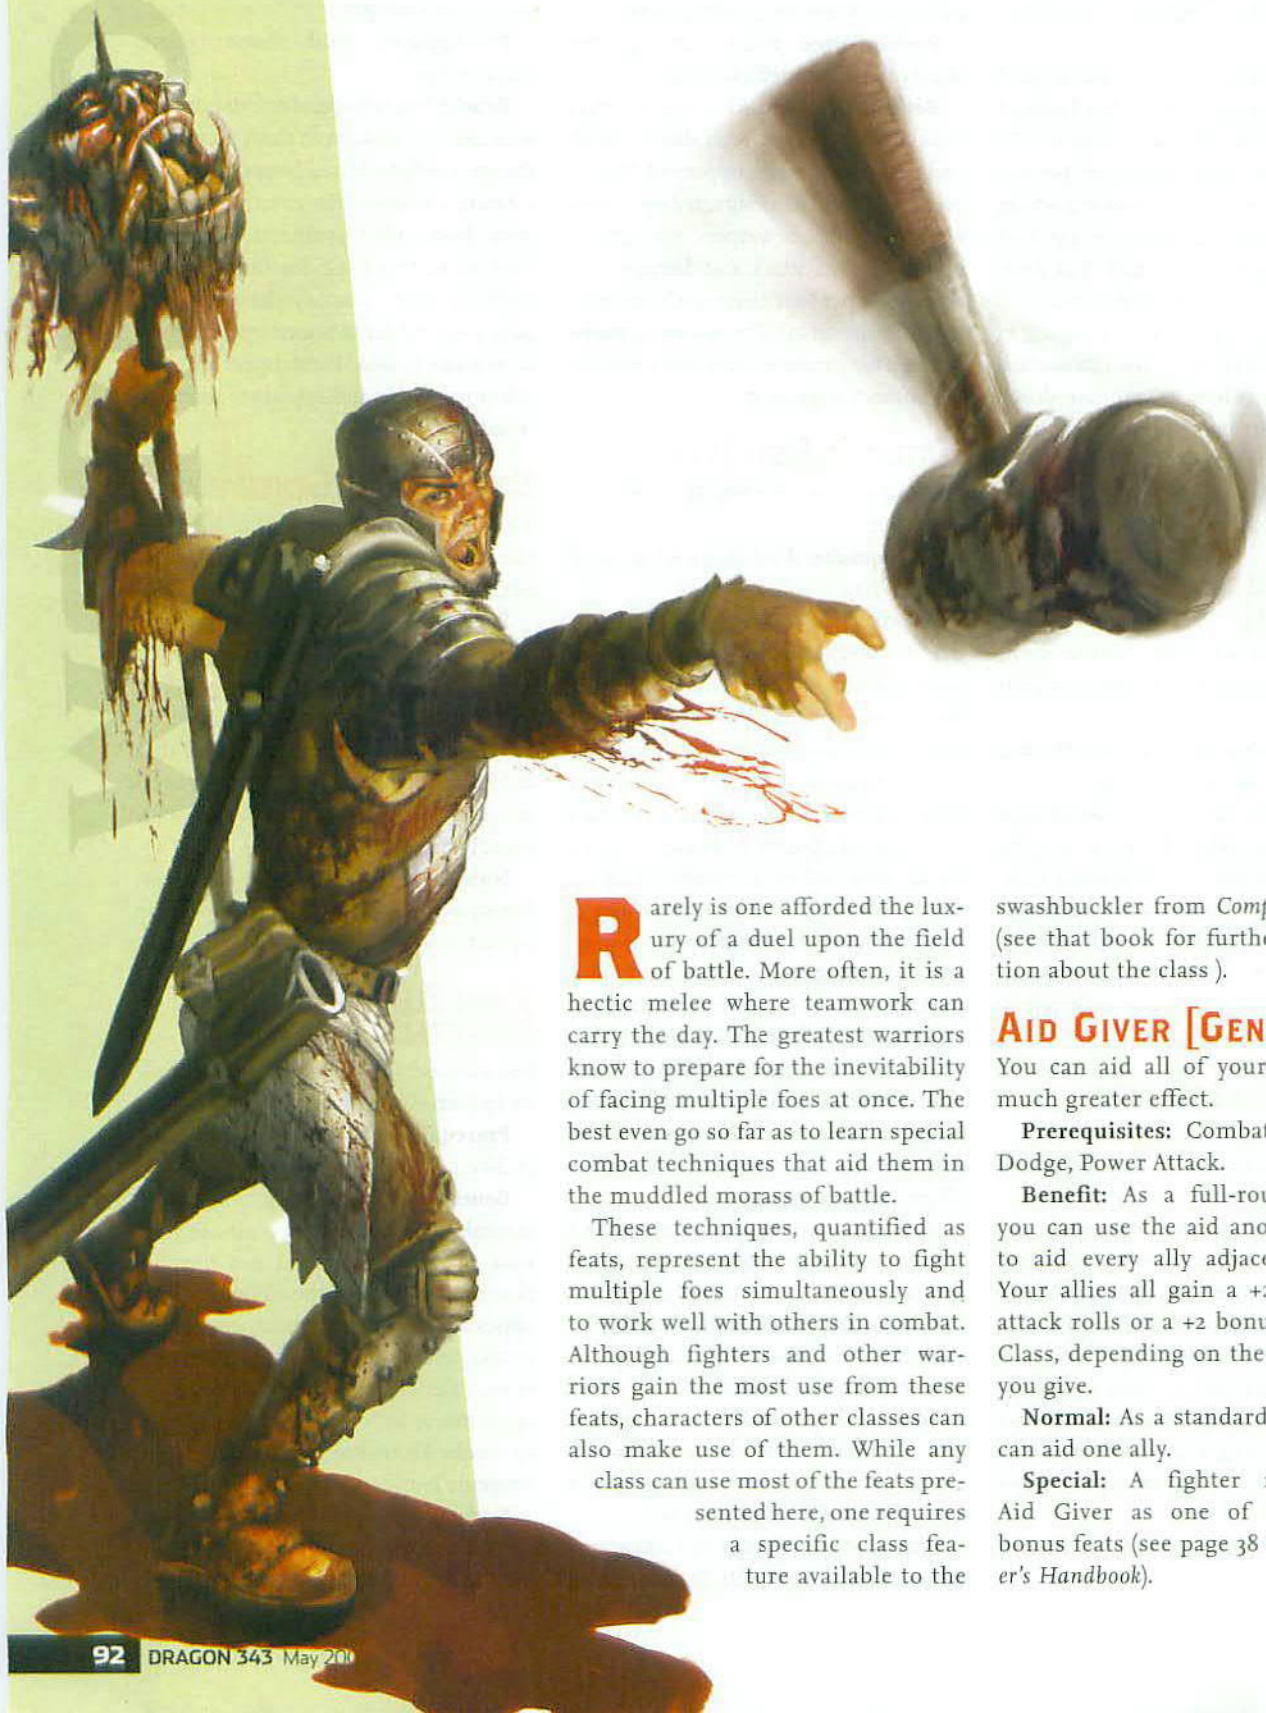 Rarely is one afforded the lux-
ury of a duel upon the field
of battle. More often, it is a
hectic melee where teamwork can
carry the day. The greatest warriors
know to prepare for the inevitability
of facing multiple foes at once. The
best even go so far as to learn special
combat techniques that aid them in
the muddled morass of battle.
These techniques, quantified as
feats, represent the ability to fight
multiple foes simultaneously and
to work well with others in combat.
Although fighters and other war-
riors gain the most use from these
feats, characters of other classes can
also make use of them. While any
class can use most of the feats pre-
sented here, one requires
a specific class fea-
ture available to the
swashbuckler from
(see that book for
tion about the class ).
AID GIVER
You can aid all of your
much greater effect.
Prerequisites: Combat
Dodge, Power Attack.
Benefit: As a
you can use the aid
to aid every ally
Your allies all gain a
attack rolls or a +2
Class, depending on the
you give.
Normal: As a standard
can aid one ally.
Special: A fighter
Aid Giver as one of
bonus feats (see page 38
er's Handbook).
92 DRAGON 343 May